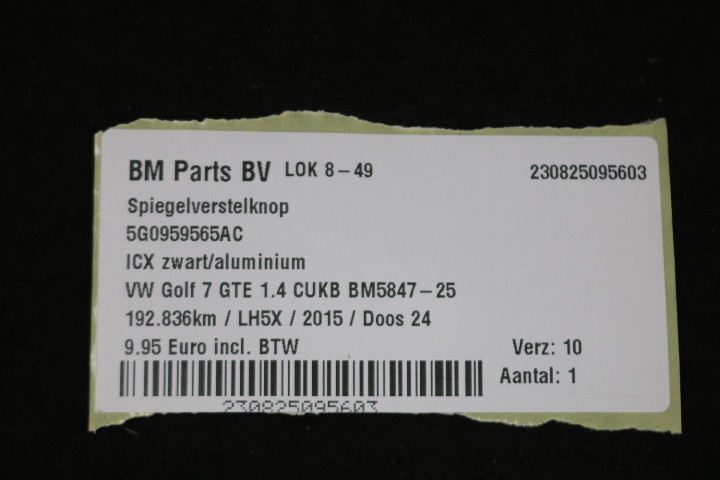 BM Parts BV LOK 8-49 230825095603
Spiegelverstelknop
5G0959565AC
ICX zwart/aluminium
VW Golf 7 GTE 1.4 CUKB BM5847-25
192.836km / LH5X / 2015 / Doos 24
9.95 Euro incl. BTW Verz: 10
Aantal: 1
230825095603